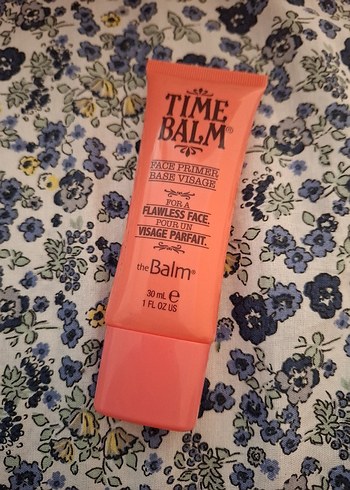 TIME
BALM®
FACE PRIMER
BASE VISAGE
FOR A
FLAWLESS FACE.
POUR UN
VISAGE PARFAIT.
theBalm®
30 mL ℮
1 FL OZ US